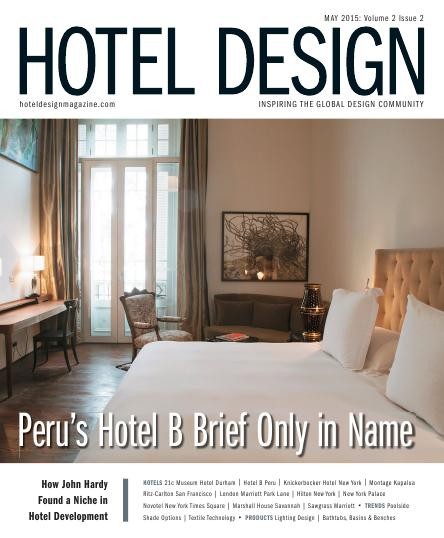 MAY 2015: Volume 2 Issue 2
HOTEL DESIGN
hoteldesignmagazine.com
INSPIRING THE GLOBAL DESIGN COMMUNITY
Peru's Hotel B Brief Only in Name
How John Hardy
Found a Niche in
Hotel Development
HOTELS 21c Museum Hotel Durham | Hotel B Peru | Knickerbocker Hotel New York | Montage Kapalua
Ritz-Carlton San Francisco | London Marriott Park Lane | Hilton New York | New York Palace
Novotel New York Times Square | Marshall House Savannah | Sawgrass Marriott • TRENDS Poolside
Shade Options | Textile Technology • PRODUCTS Lighting Design | Bathtubs, Basins & Benches